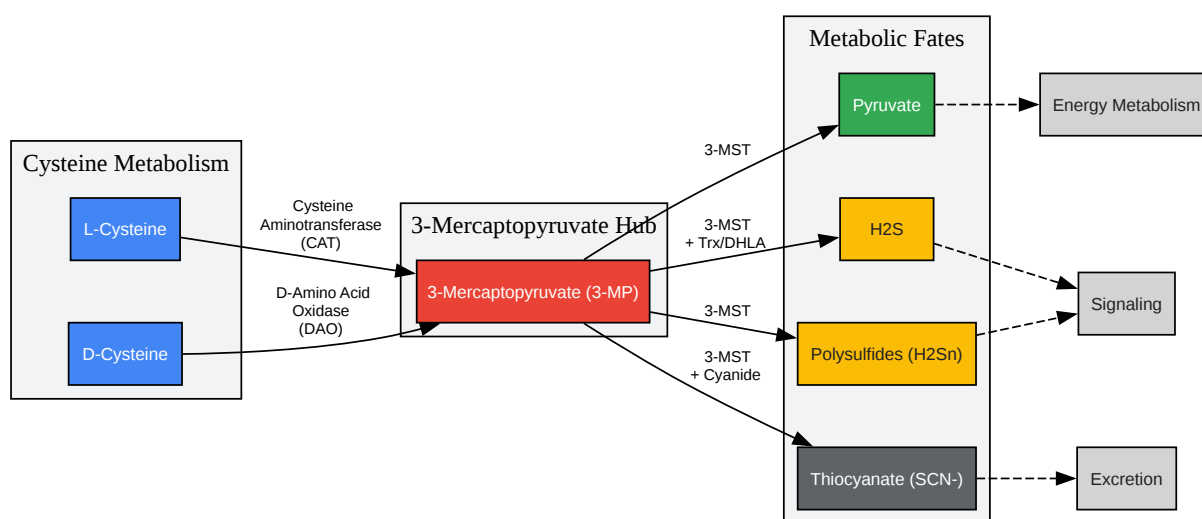 Cysteine Metabolism
L-Cysteine
D-Cysteine
Cysteine
Aminotransferase
(CAT)
D-Amino Acid
Oxidase
(DAO)
3-Mercaptopyruvate Hub
3-Mercaptopyruvate (3-MP)
3-MST
3-MST
+ Trx/DHLA
3-MST
3-MST
+ Cyanide
Metabolic Fates
Pyruvate
H2S
Polysulfides (H2Sn)
Thiocyanate (SCN-)
Energy Metabolism
Signaling
Excretion